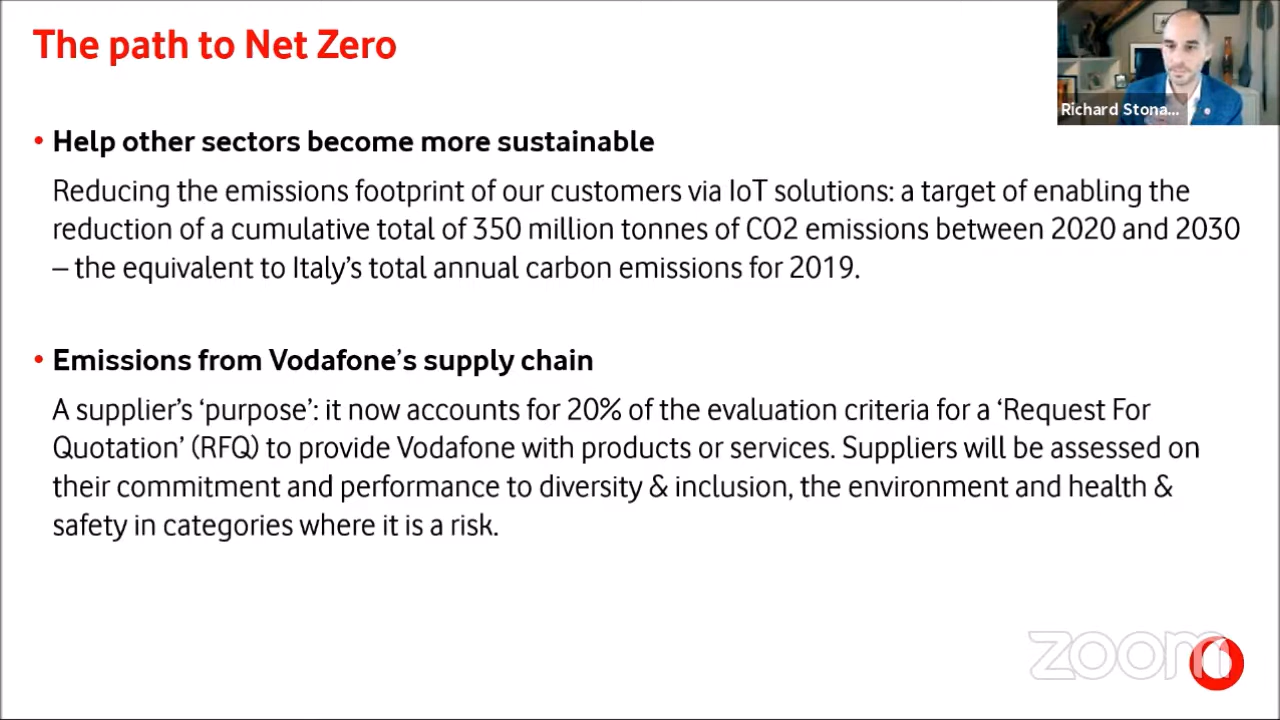 The path to Net Zero
Richard Stona...
• Help other sectors become more sustainable
Reducing the emissions footprint of our customers via IoT solutions: a target of enabling the
reduction of a cumulative total of 350 million tonnes of CO2 emissions between 2020 and 2030
– the equivalent to Italy’s total annual carbon emissions for 2019.
• Emissions from Vodafone’s supply chain
A supplier’s ‘purpose’: it now accounts for 20% of the evaluation criteria for a ‘Request For
Quotation’ (RFQ) to provide Vodafone with products or services. Suppliers will be assessed on
their commitment and performance to diversity & inclusion, the environment and health &
safety in categories where it is a risk.
zoom